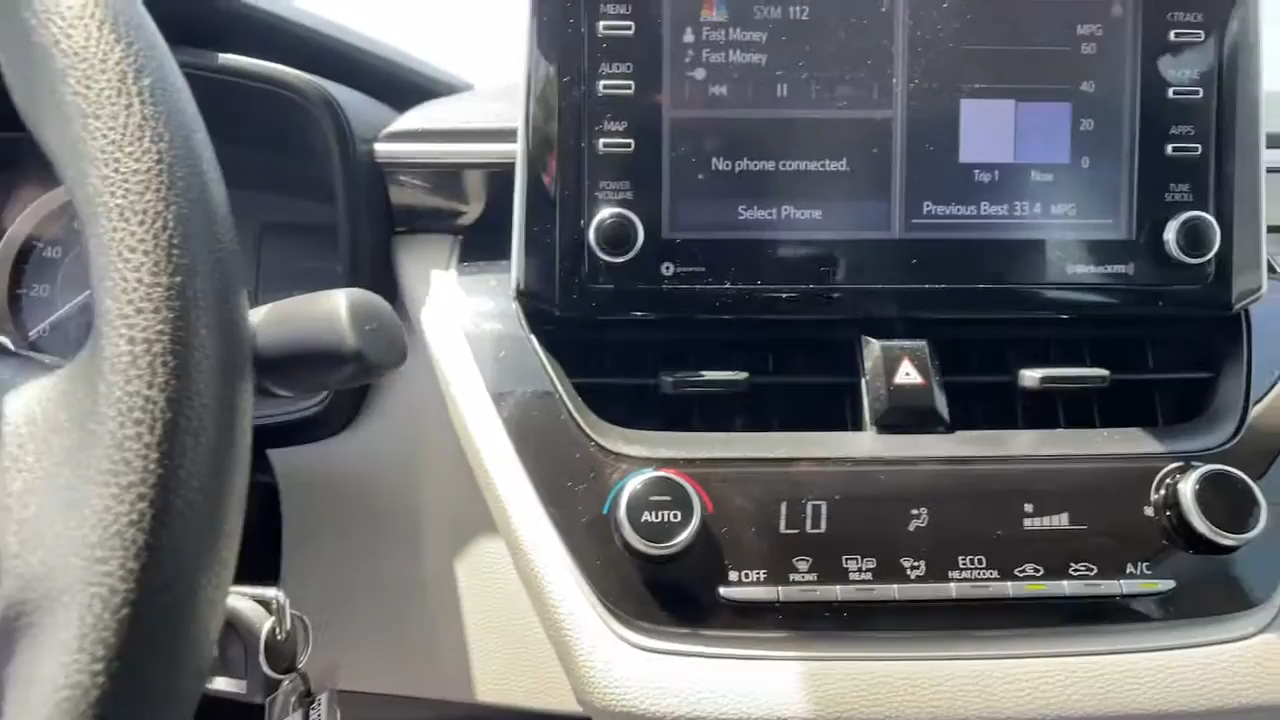 MENU
AUDIO
MAP
POWER
VOLUME
SXM 112
Fast Money
Fast Money
No phone connected.
Select Phone
MPG
60
40
20
0
Trip 1 Now
Previous Best 33.4 MPG
TRACK
PHONE
APPS
TUNE
SCROLL
SiriusXM
40
20
AUTO
LO
OFF
FRONT
REAR
ECO
HEAT/COOL
A/C